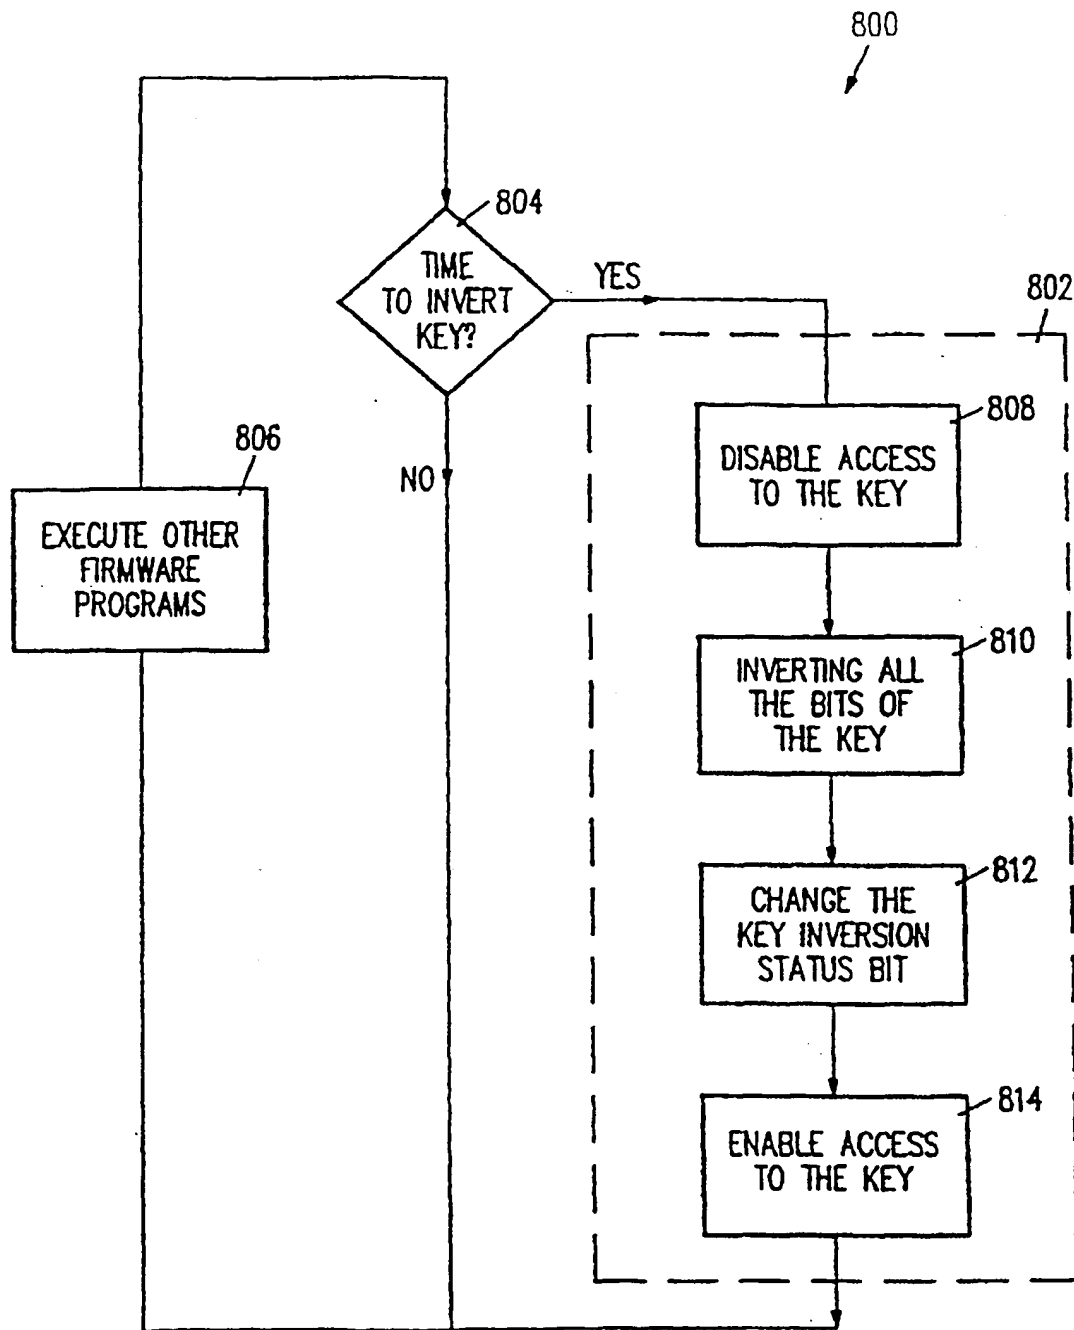 800
804
TIME
TO INVERT
KEY?
YES
802
808
DISABLE ACCESS
TO THE KEY
NO
806
EXECUTE OTHER
FIRMWARE
PROGRAMS
810
INVERTING ALL
THE BITS OF
THE KEY
812
CHANGE THE
KEY INVERSION
STATUS BIT
814
ENABLE ACCESS
TO THE KEY